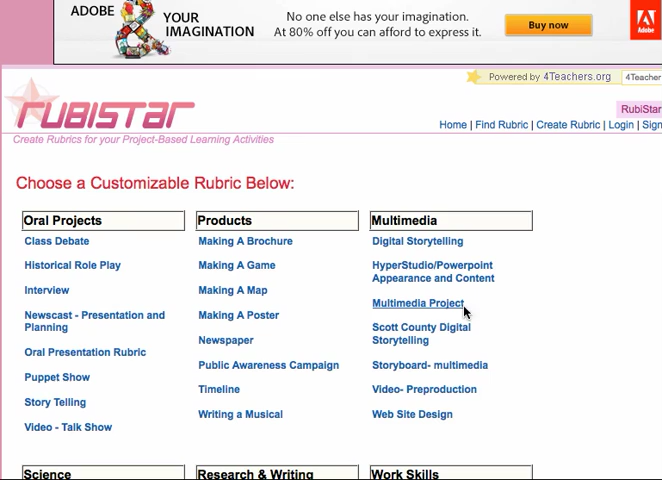 ADOBE
&
YOUR
IMAGINATION
No one else has your imagination.
At 80% off you can afford to express it.
Buy now
Adobe
Powered by 4Teachers.org
4Teacher
RUBISTAR
RubiStar
Home | Find Rubric | Create Rubric | Login | Sign
Create Rubrics for your Project-Based Learning Activities
Choose a Customizable Rubric Below:
Oral Projects
Class Debate
Historical Role Play
Interview
Newscast - Presentation and
Planning
Oral Presentation Rubric
Puppet Show
Story Telling
Video - Talk Show
Products
Making A Brochure
Making A Game
Making A Map
Making A Poster
Newspaper
Public Awareness Campaign
Timeline
Writing a Musical
Multimedia
Digital Storytelling
HyperStudio/Powerpoint
Appearance and Content
Multimedia Project
Scott County Digital
Storytelling
Storyboard- multimedia
Video- Preproduction
Web Site Design
Science
Research & Writing
Work Skills